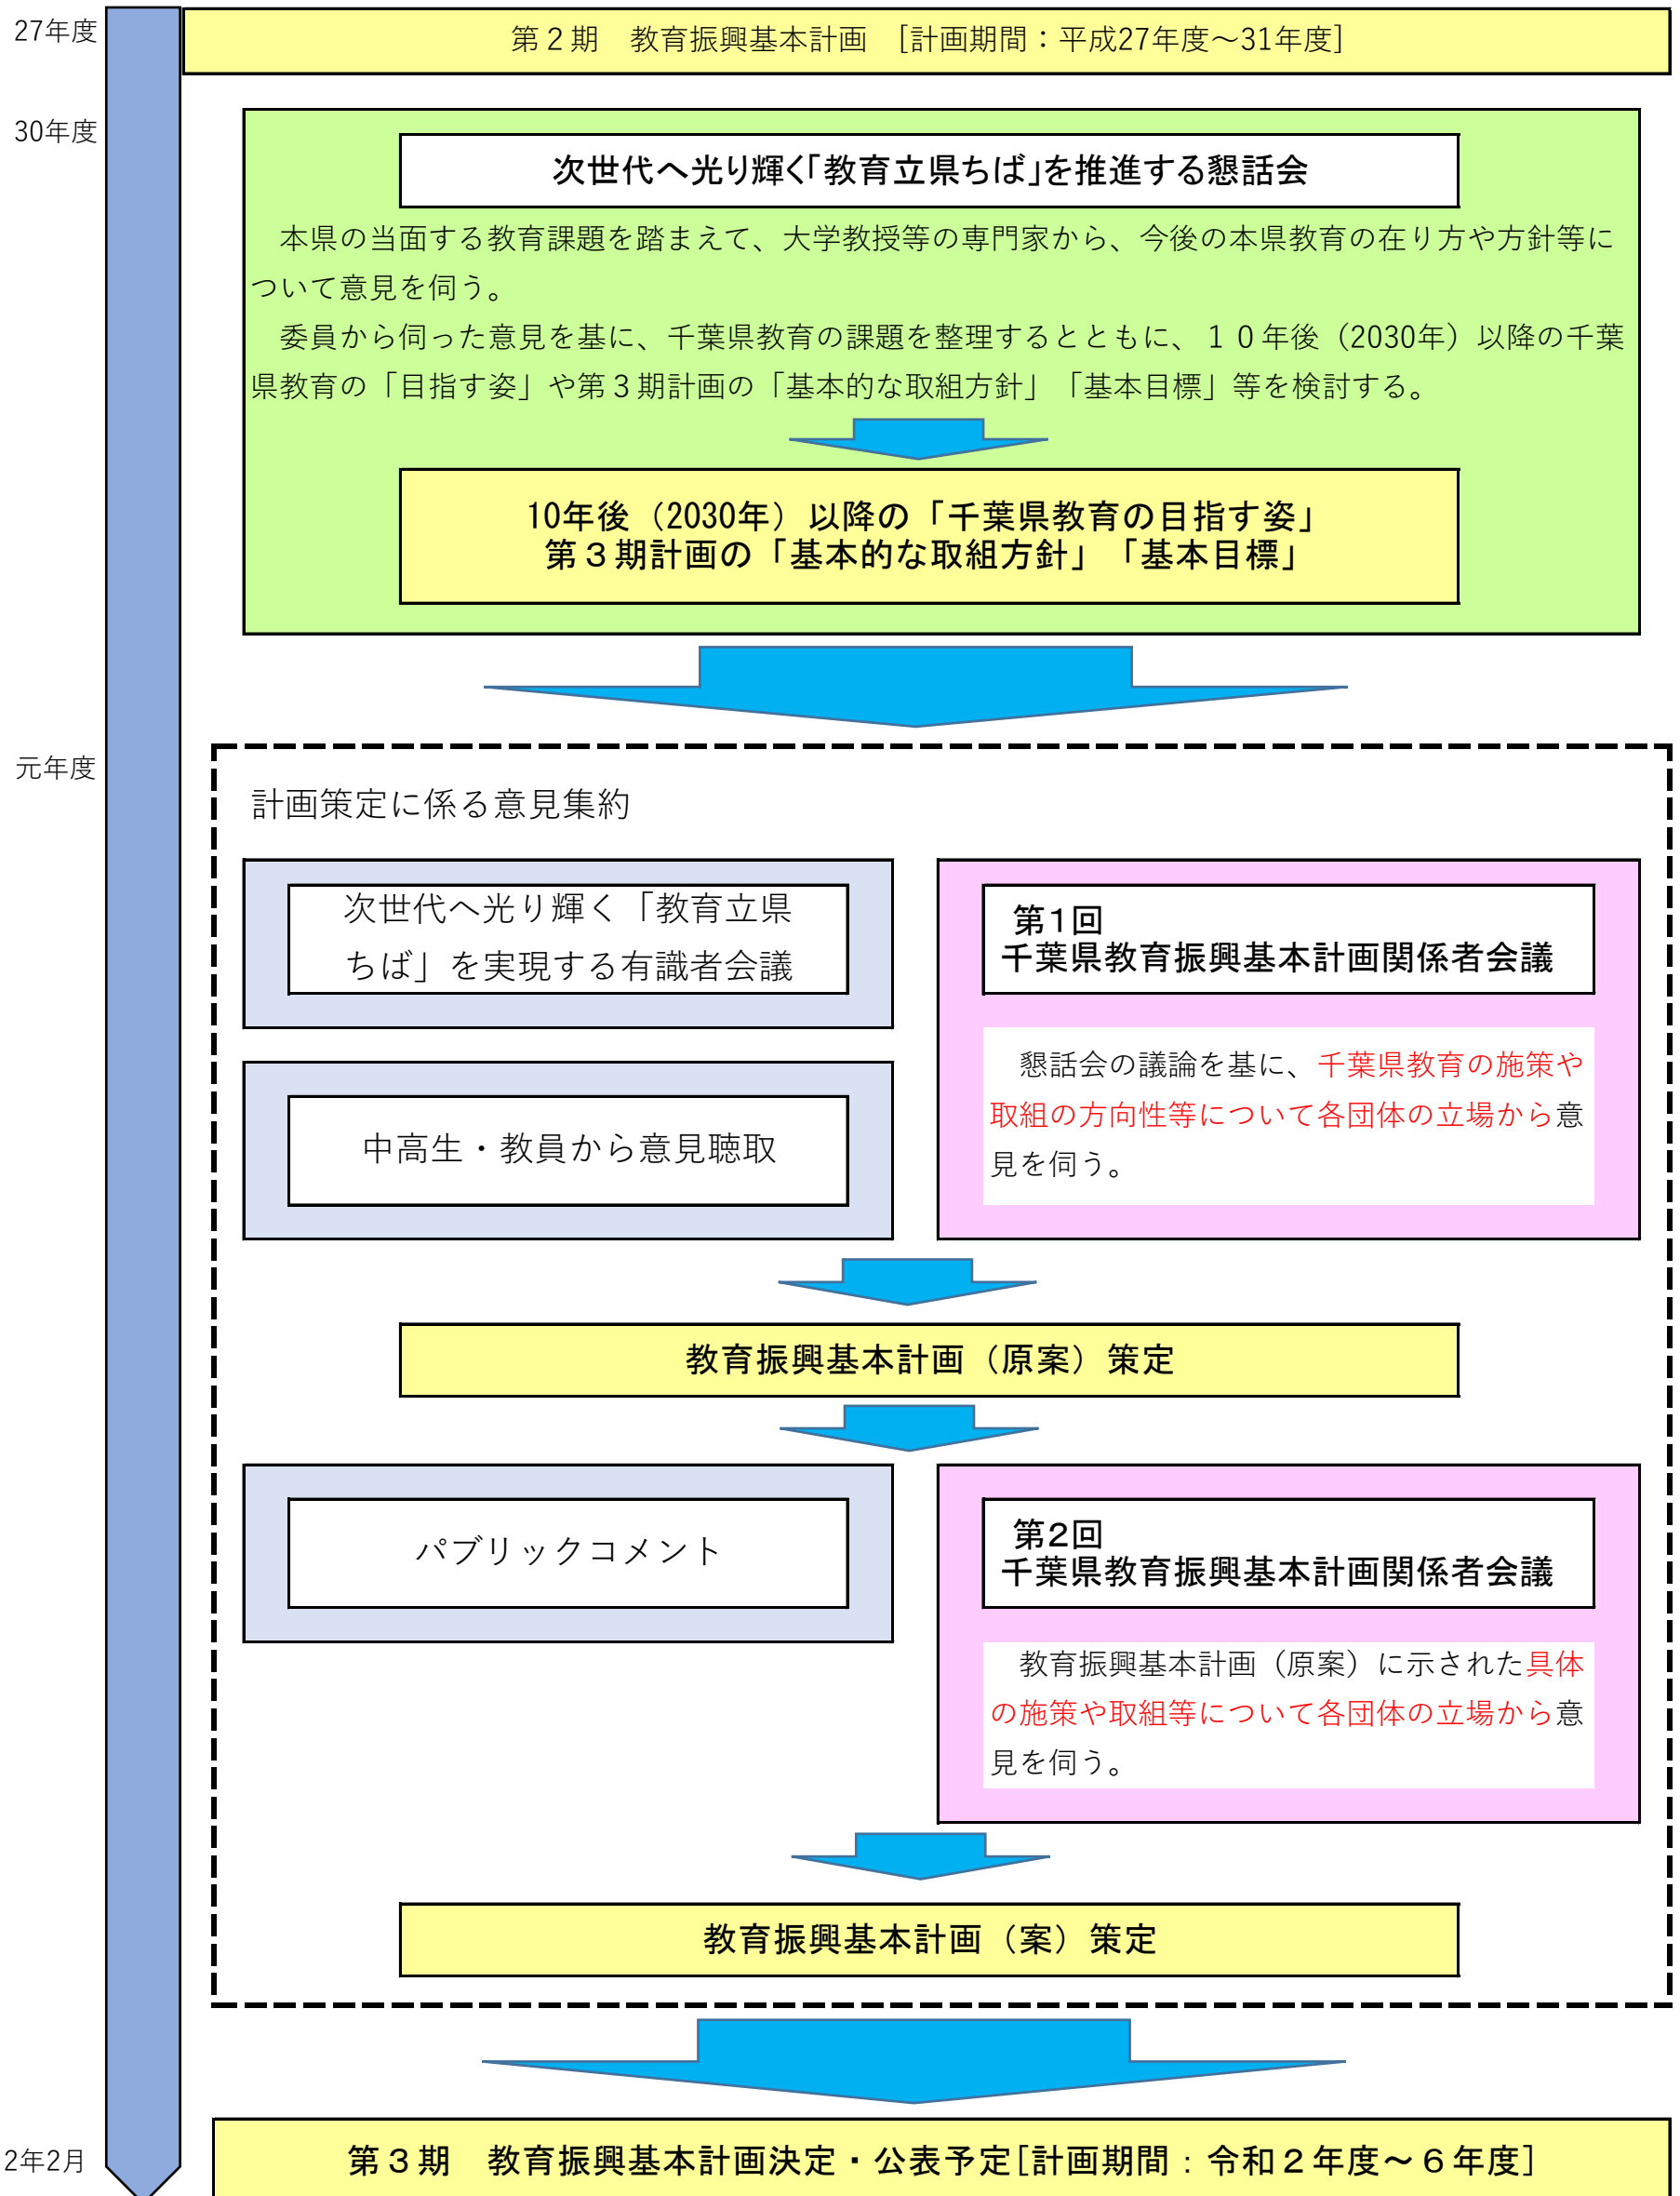 27年度
第２期　教育振興基本計画　[計画期間：平成27年度～31年度]
30年度
次世代へ光り輝く「教育立県ちば」を推進する懇話会
　本県の当面する教育課題を踏まえて、大学教授等の専門家から、今後の本県教育の在り方や方針等に
ついて意見を伺う。
　委員から伺った意見を基に、千葉県教育の課題を整理するとともに、１０年後（2030年）以降の千葉
県教育の「目指す姿」や第３期計画の「基本的な取組方針」「基本目標」等を検討する。
10年後（2030年）以降の「千葉県教育の目指す姿」
第３期計画の「基本的な取組方針」「基本目標」
元年度
計画策定に係る意見集約
次世代へ光り輝く「教育立県
ちば」を実現する有識者会議
中高生・教員から意見聴取
第1回
千葉県教育振興基本計画関係者会議
　懇話会の議論を基に、千葉県教育の施策や
取組の方向性等について各団体の立場から意
見を伺う。
教育振興基本計画（原案）策定
パブリックコメント
第2回
千葉県教育振興基本計画関係者会議
　教育振興基本計画（原案）に示された具体
の施策や取組等について各団体の立場から意
見を伺う。
教育振興基本計画（案）策定
2年2月
第３期　教育振興基本計画決定・公表予定[計画期間：令和２年度～６年度]